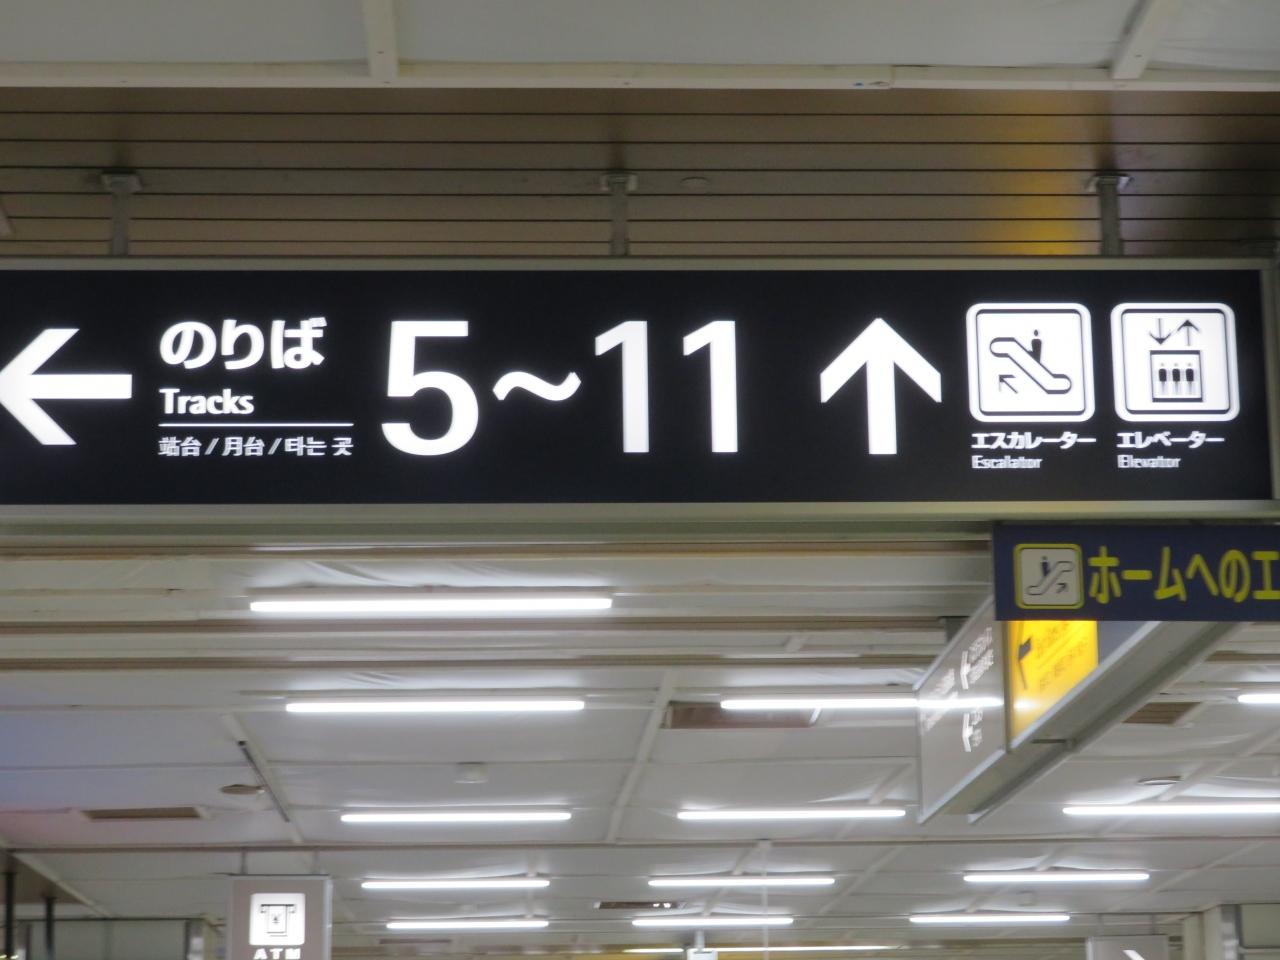 のりば
Tracks
站台/月台/타는 곳
5~11
エスカレーター
Escalator
エレベーター
Elevator
ホームへのエ
ATM